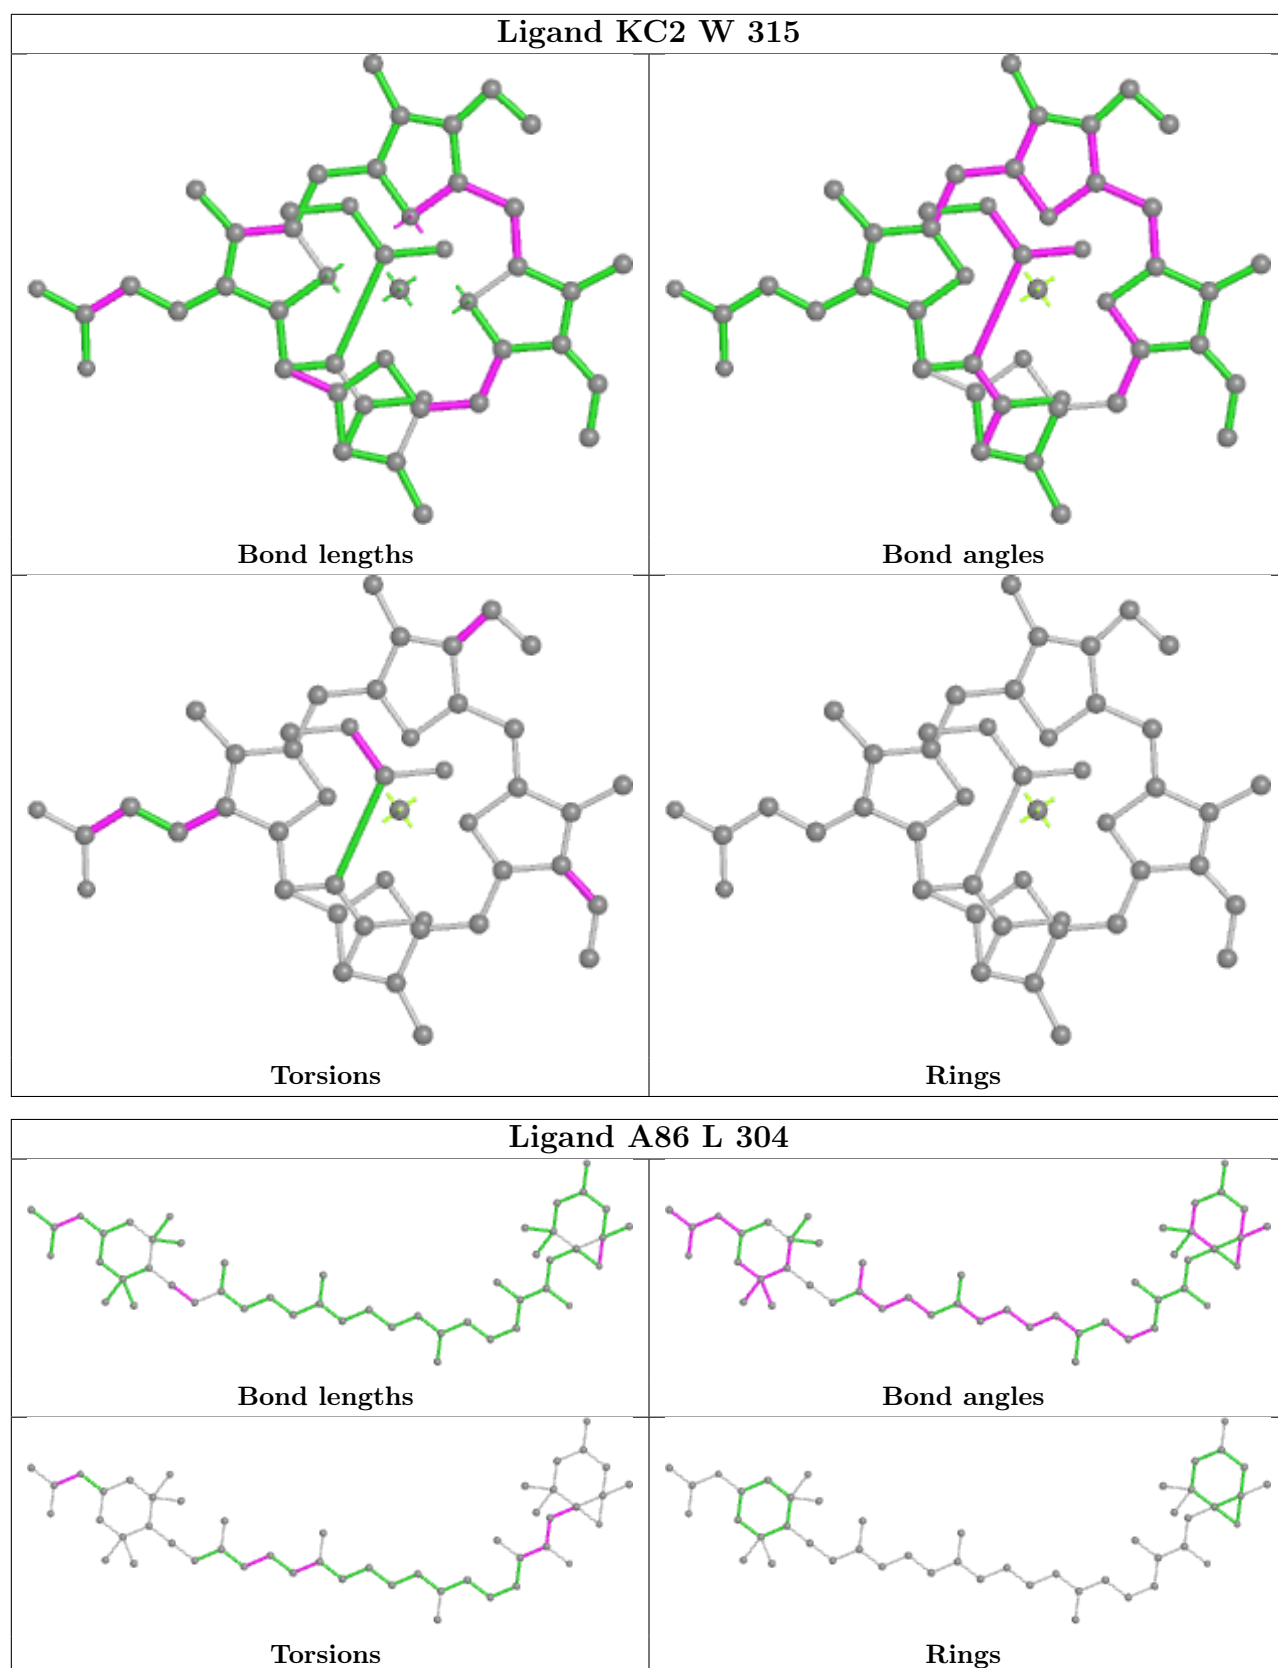 Ligand KC2 W 315
Bond lengths
Bond angles
Torsions
Rings
Ligand A86 L 304
Bond lengths
Bond angles
Torsions
Rings